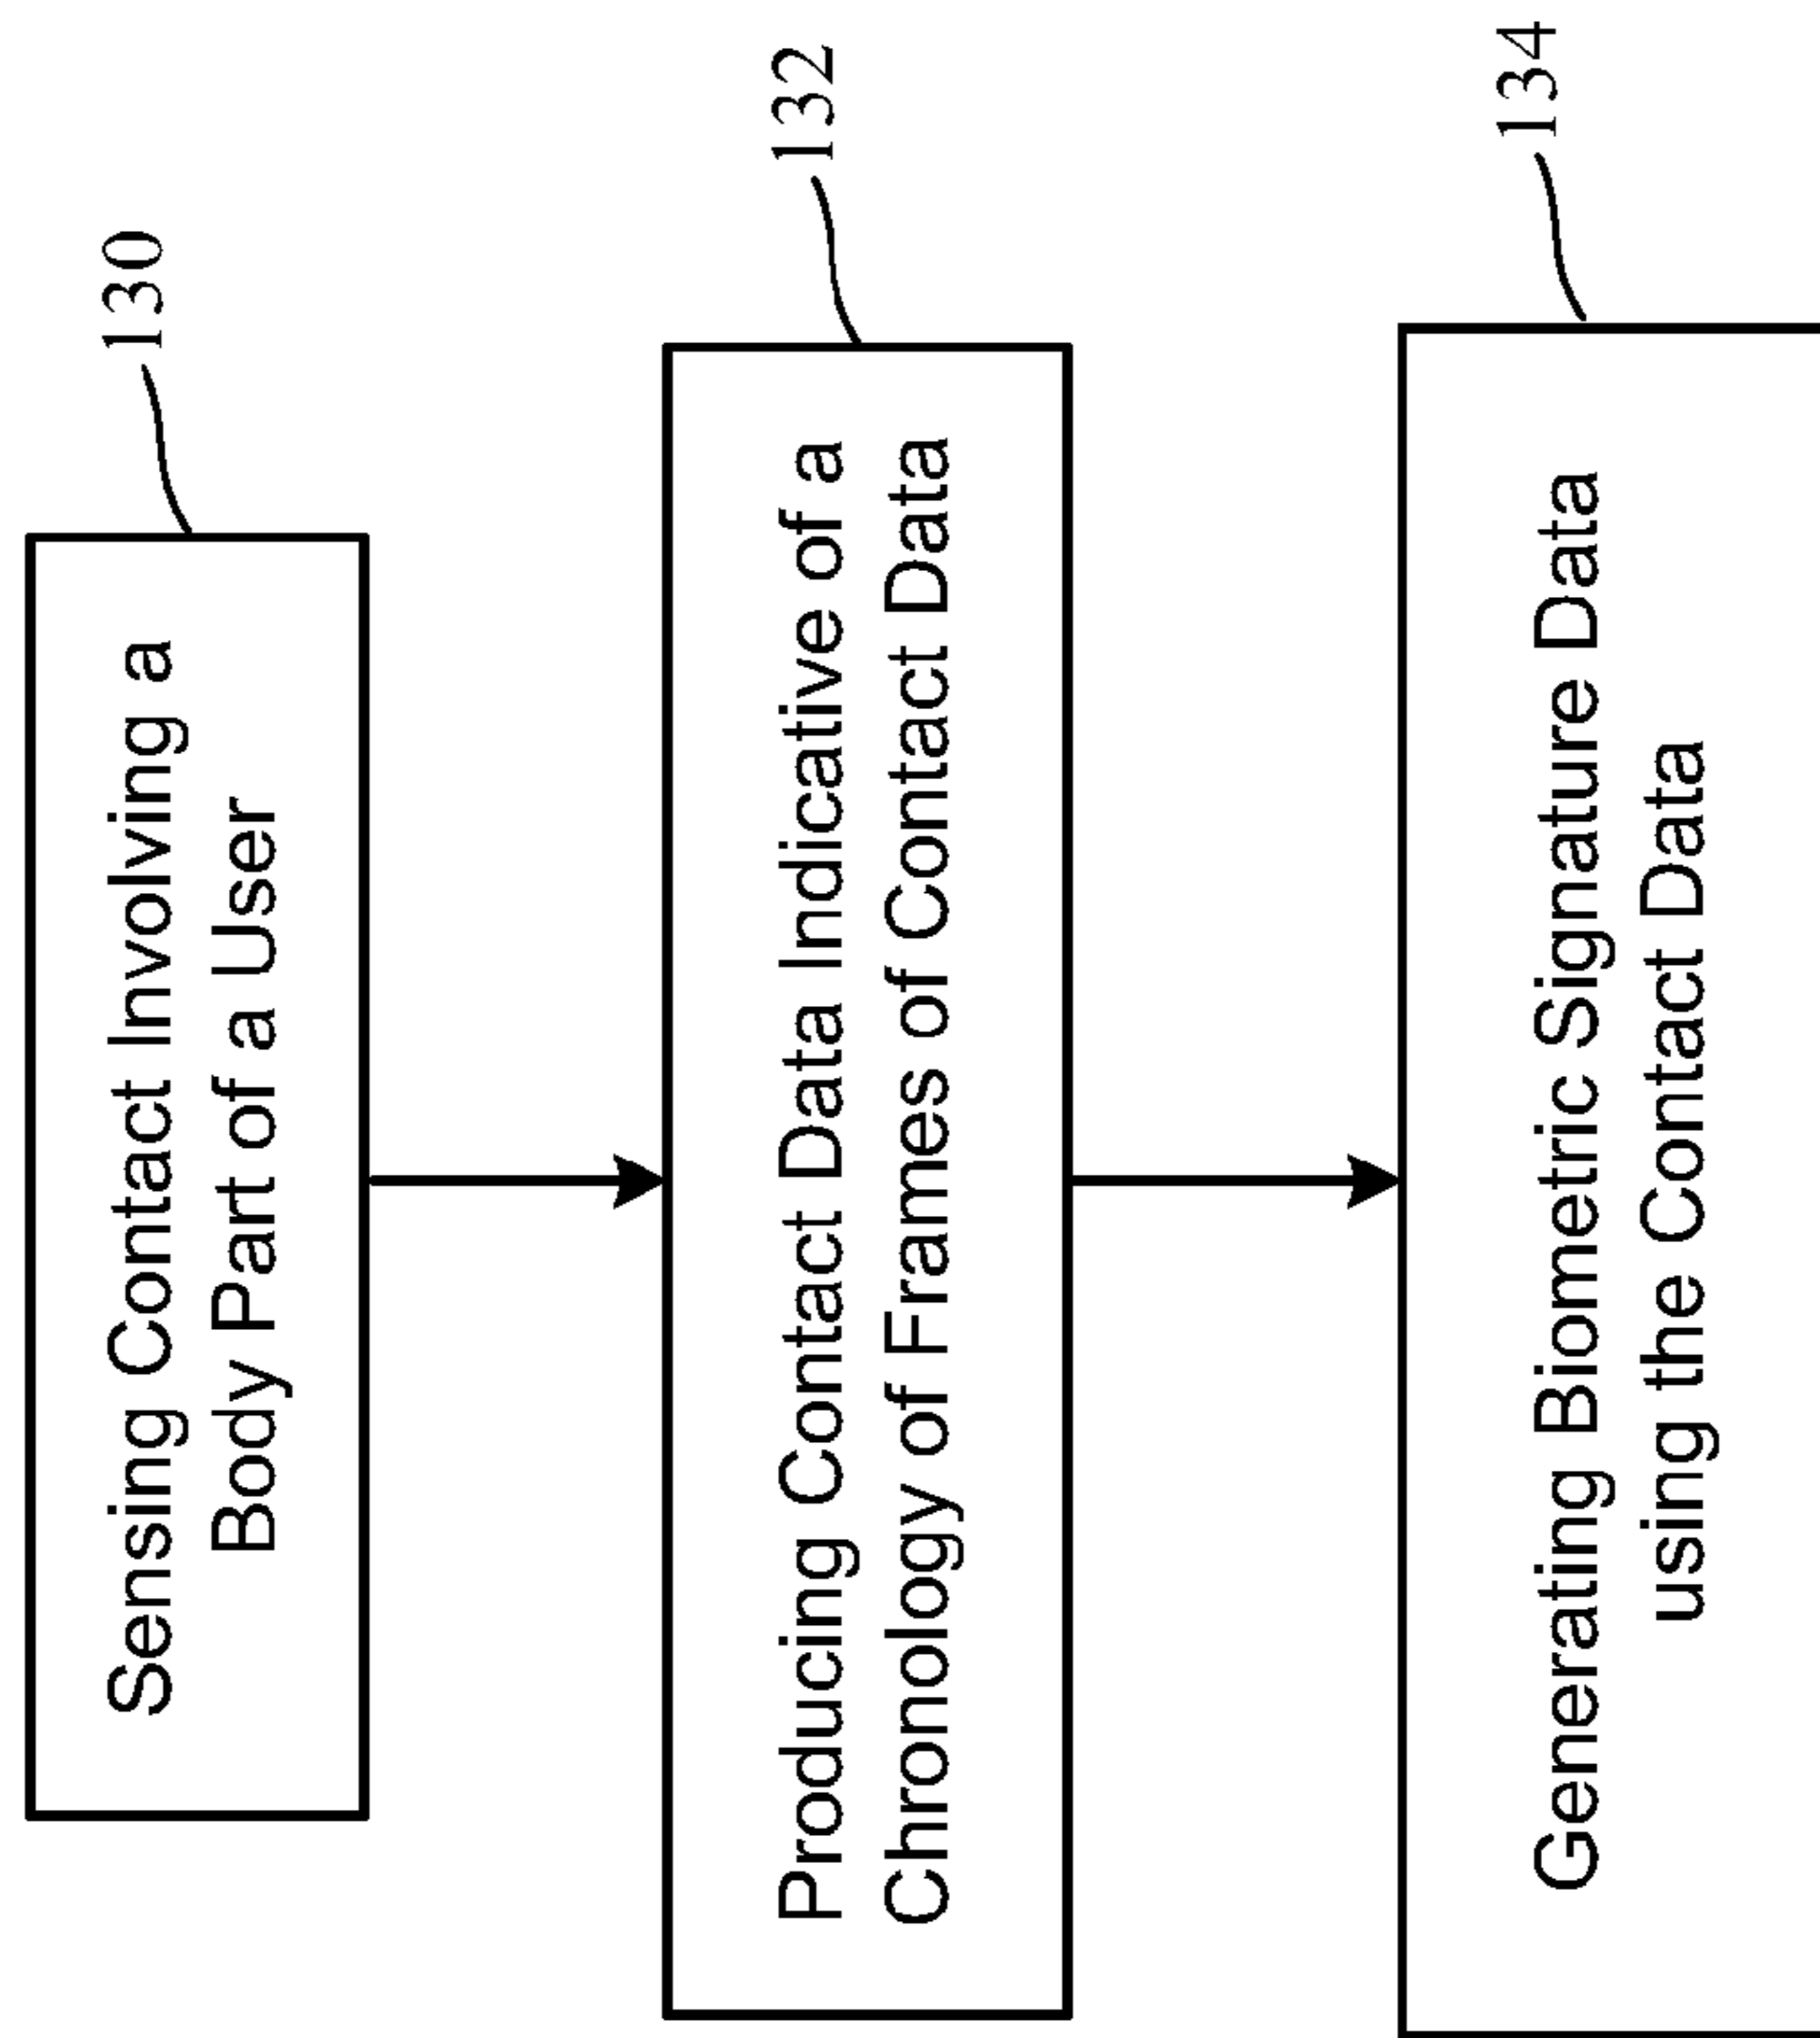 130
Sensing Contact Involving a
Body Part of a User
132
Producing Contact Data Indicative of a
Chronology of Frames of Contact Data
134
Generating Biometric Signature Data
using the Contact Data